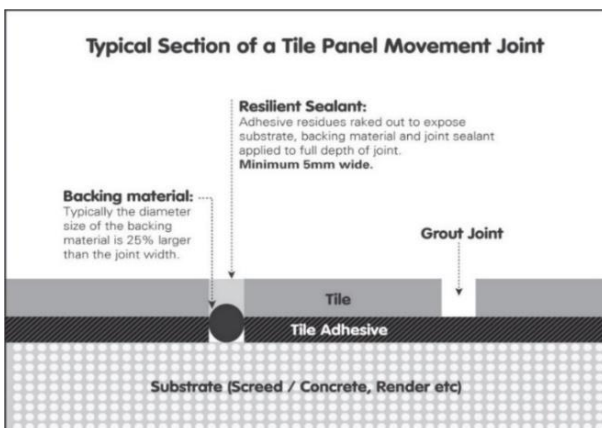 Typical Section of a Tile Panel Movement Joint
Resilient Sealant:
Adhesive residues raked out to expose
substrate, backing material and joint sealant
applied to full depth of joint.
Minimum 5mm wide.
Backing material:
Typically the diameter
size of the backing
material is 25% larger
than the joint width.
Grout Joint
Tile
Tile Adhesive
Substrate (Screed / Concrete, Render etc)